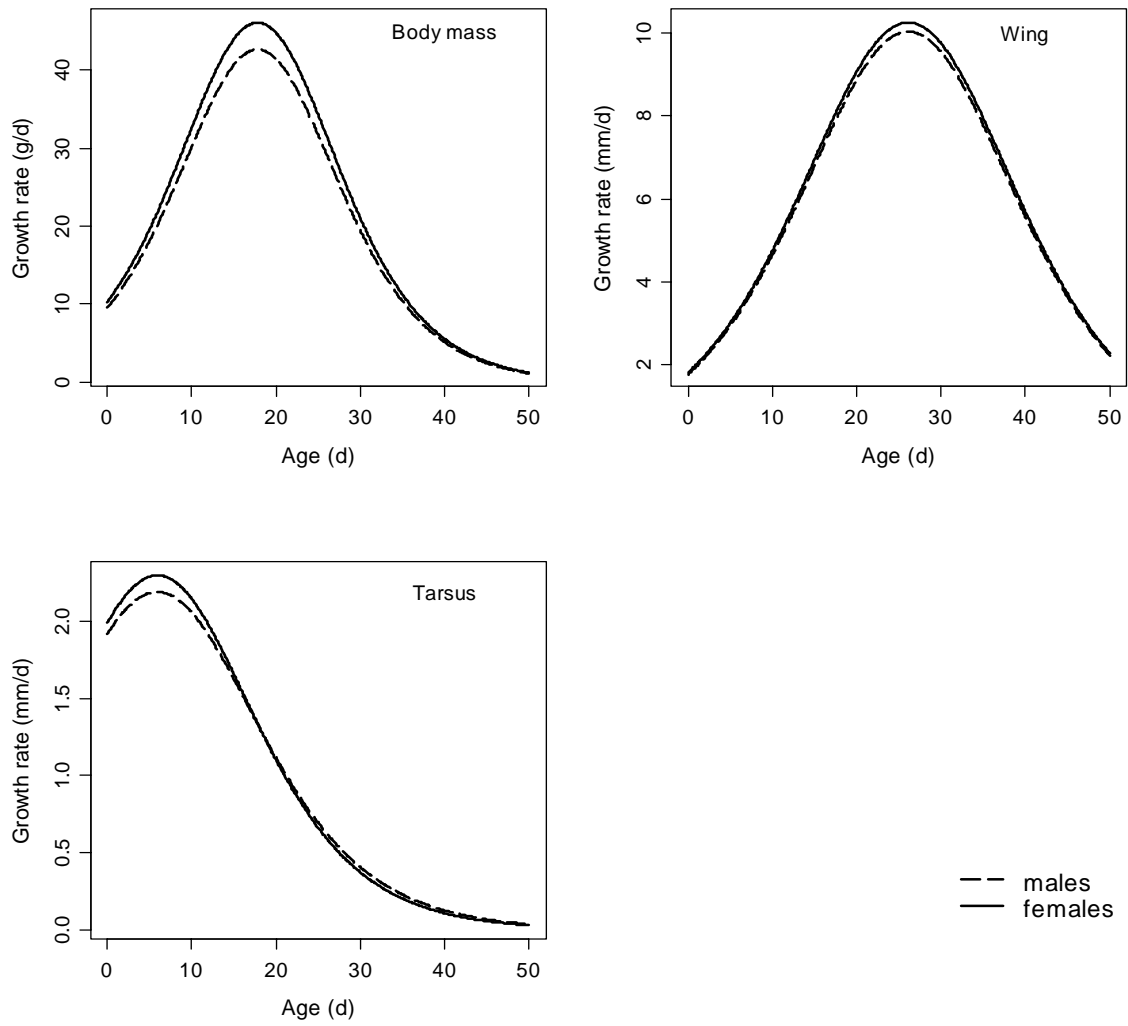 Body mass
Growth rate (g/d)
0 10 20 30 40
0 10 20 30 40 50
Age (d)
Wing
Growth rate (mm/d)
2 4 6 8 10
0 10 20 30 40 50
Age (d)
Tarsus
Growth rate (mm/d)
0.0 0.5 1.0 1.5 2.0
0 10 20 30 40 50
Age (d)
males
females